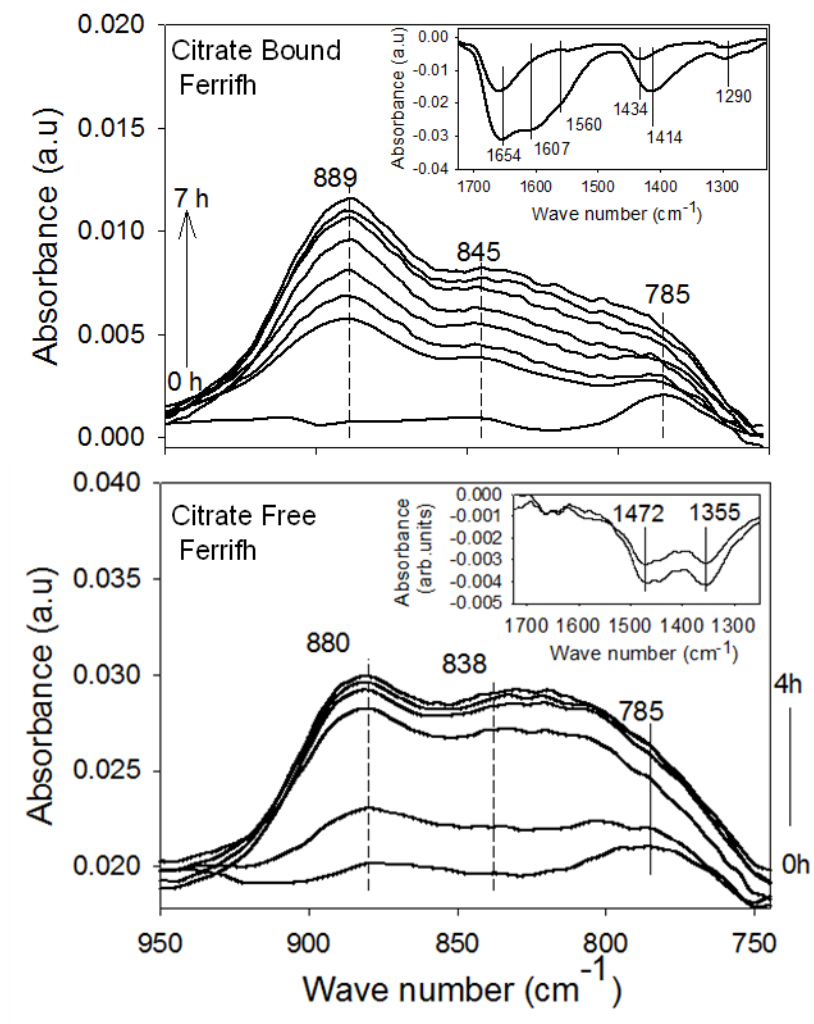 0.020
0.015
0.010
0.005
0.000
Absorbance (a.u)
Citrate Bound
Ferrifh
7 h
0 h
889
845
785
0.00
-0.01
-0.02
-0.03
-0.04
Absorbance (a.u)
1654
1607
1560
1434
1414
1290
1700 1600 1500 1400 1300
Wave number (cm-1)
0.040
0.035
0.030
0.025
0.020
Absorbance (a.u)
Citrate Free
Ferrifh
880
838
785
4h
0h
0.000
-0.001
-0.002
-0.003
-0.004
-0.005
Absorbance
(arb.units)
1472 1355
1700 1600 1500 1400 1300
Wave number (cm-1)
950 900 850 800 750
Wave number (cm-1)